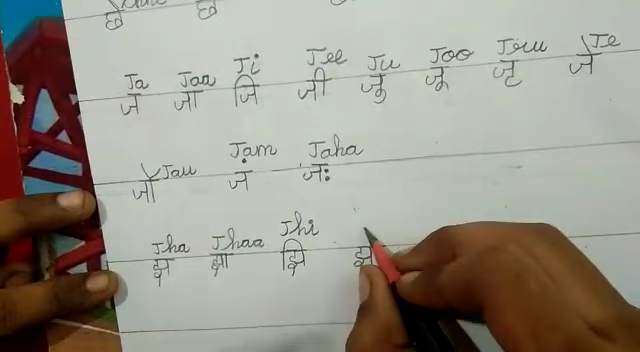 छे छै
Ja Jaa Ji Jee Ju Joo Jru Je
ज जा जि जी जु जू जृ जे
Jau Jam Jaha
जौ जं जः
Jha Jhaa Jhi
झ झा झि झ